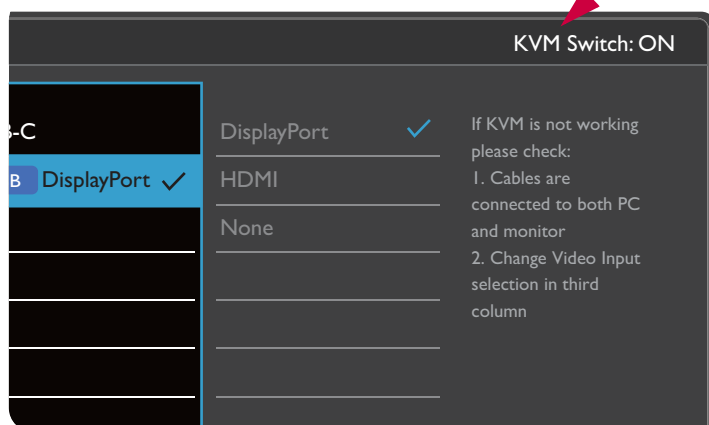 KVM Switch: ON
-C
B DisplayPort
DisplayPort
HDMI
None
If KVM is not working
please check:
1. Cables are
connected to both PC
and monitor
2. Change Video Input
selection in third
column